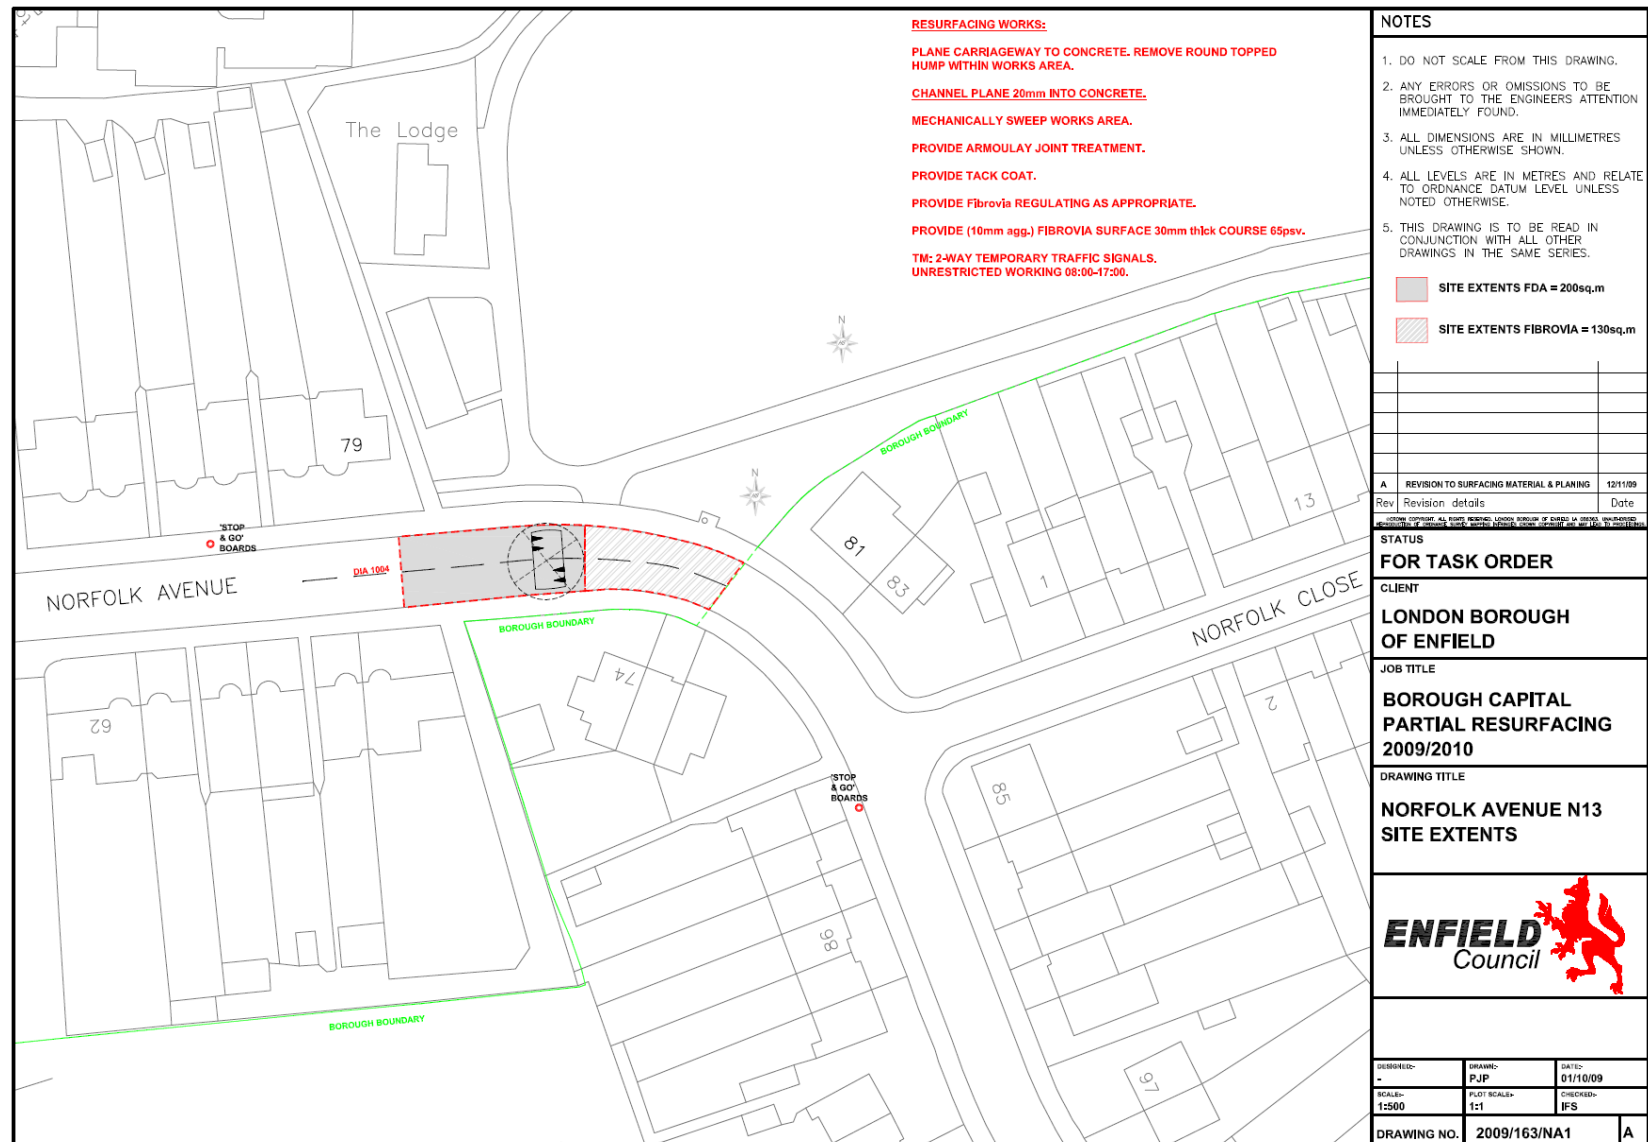 RESURFACING WORKS:
PLANE CARRIAGEWAY TO CONCRETE. REMOVE ROUND TOPPED
HUMP WITHIN WORKS AREA.
CHANNEL PLANE 20mm INTO CONCRETE.
MECHANICALLY SWEEP WORKS AREA.
PROVIDE ARMOULAY JOINT TREATMENT.
PROVIDE TACK COAT.
PROVIDE Fibrovia REGULATING AS APPROPRIATE.
PROVIDE (10mm agg.) FIBROVIA SURFACE 30mm thick COURSE 65psv.
TM: 2-WAY TEMPORARY TRAFFIC SIGNALS.
UNRESTRICTED WORKING 08:00-17:00.
The Lodge
N
BOROUGH BOUNDARY
79
N
13
'STOP
& GO'
BOARDS
81
83
1
DIA 1004
NORFOLK AVENUE
NORFOLK CLOSE
BOROUGH BOUNDARY
74
62
2
'STOP
& GO'
BOARDS
85
98
BOROUGH BOUNDARY
97
NOTES
1. DO NOT SCALE FROM THIS DRAWING.
2. ANY ERRORS OR OMISSIONS TO BE
BROUGHT TO THE ENGINEERS ATTENTION
IMMEDIATELY FOUND.
3. ALL DIMENSIONS ARE IN MILLIMETRES
UNLESS OTHERWISE SHOWN.
4. ALL LEVELS ARE IN METRES AND RELATE
TO ORDNANCE DATUM LEVEL UNLESS
NOTED OTHERWISE.
5. THIS DRAWING IS TO BE READ IN
CONJUNCTION WITH ALL OTHER
DRAWINGS IN THE SAME SERIES.
SITE EXTENTS FDA = 200sq.m
SITE EXTENTS FIBROVIA = 130sq.m
A REVISION TO SURFACING MATERIAL & PLANING 12/11/09
Rev Revision details Date
STATUS
FOR TASK ORDER
CLIENT
LONDON BOROUGH
OF ENFIELD
JOB TITLE
BOROUGH CAPITAL
PARTIAL RESURFACING
2009/2010
DRAWING TITLE
NORFOLK AVENUE N13
SITE EXTENTS
ENFIELD
Council
DESIGNED:- DRAWN:- DATE:-
- PJP 01/10/09
SCALE:- PLOT SCALE:- CHECKED:-
1:500 1:1 IFS
DRAWING NO. 2009/163/NA1 A